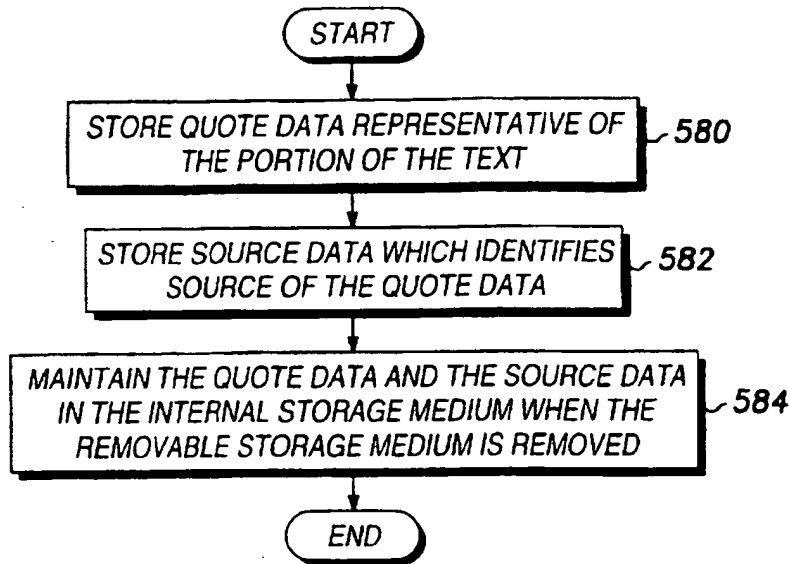 START
STORE QUOTE DATA REPRESENTATIVE OF
THE PORTION OF THE TEXT
580
STORE SOURCE DATA WHICH IDENTIFIES
SOURCE OF THE QUOTE DATA
582
MAINTAIN THE QUOTE DATA AND THE SOURCE DATA
IN THE INTERNAL STORAGE MEDIUM WHEN THE
REMOVABLE STORAGE MEDIUM IS REMOVED
584
END